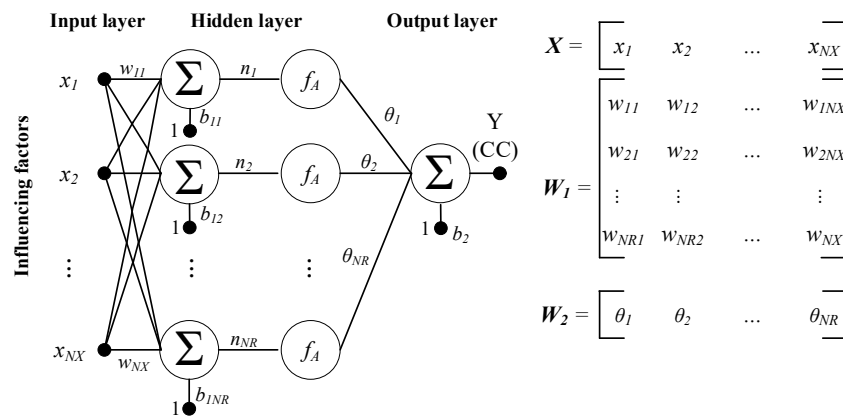 Input layer Hidden layer Output layer
Influencing factors
x1 w11 Σ n1 fA θ1
1 b11
x2 Σ n2 fA θ2 Σ Y
(CC)
1 b12
1 b2
⋮ ⋮ ⋮ θNR
xNX wNX Σ nNR fA
1 b1NR
X = x1 x2 ... xNX
W1 = w11 w12 ... w1NX
w21 w22 ... w2NX
⋮ ⋮ ... ⋮
wNR1 wNR2 ... wNX
W2 = θ1 θ2 ... θNR